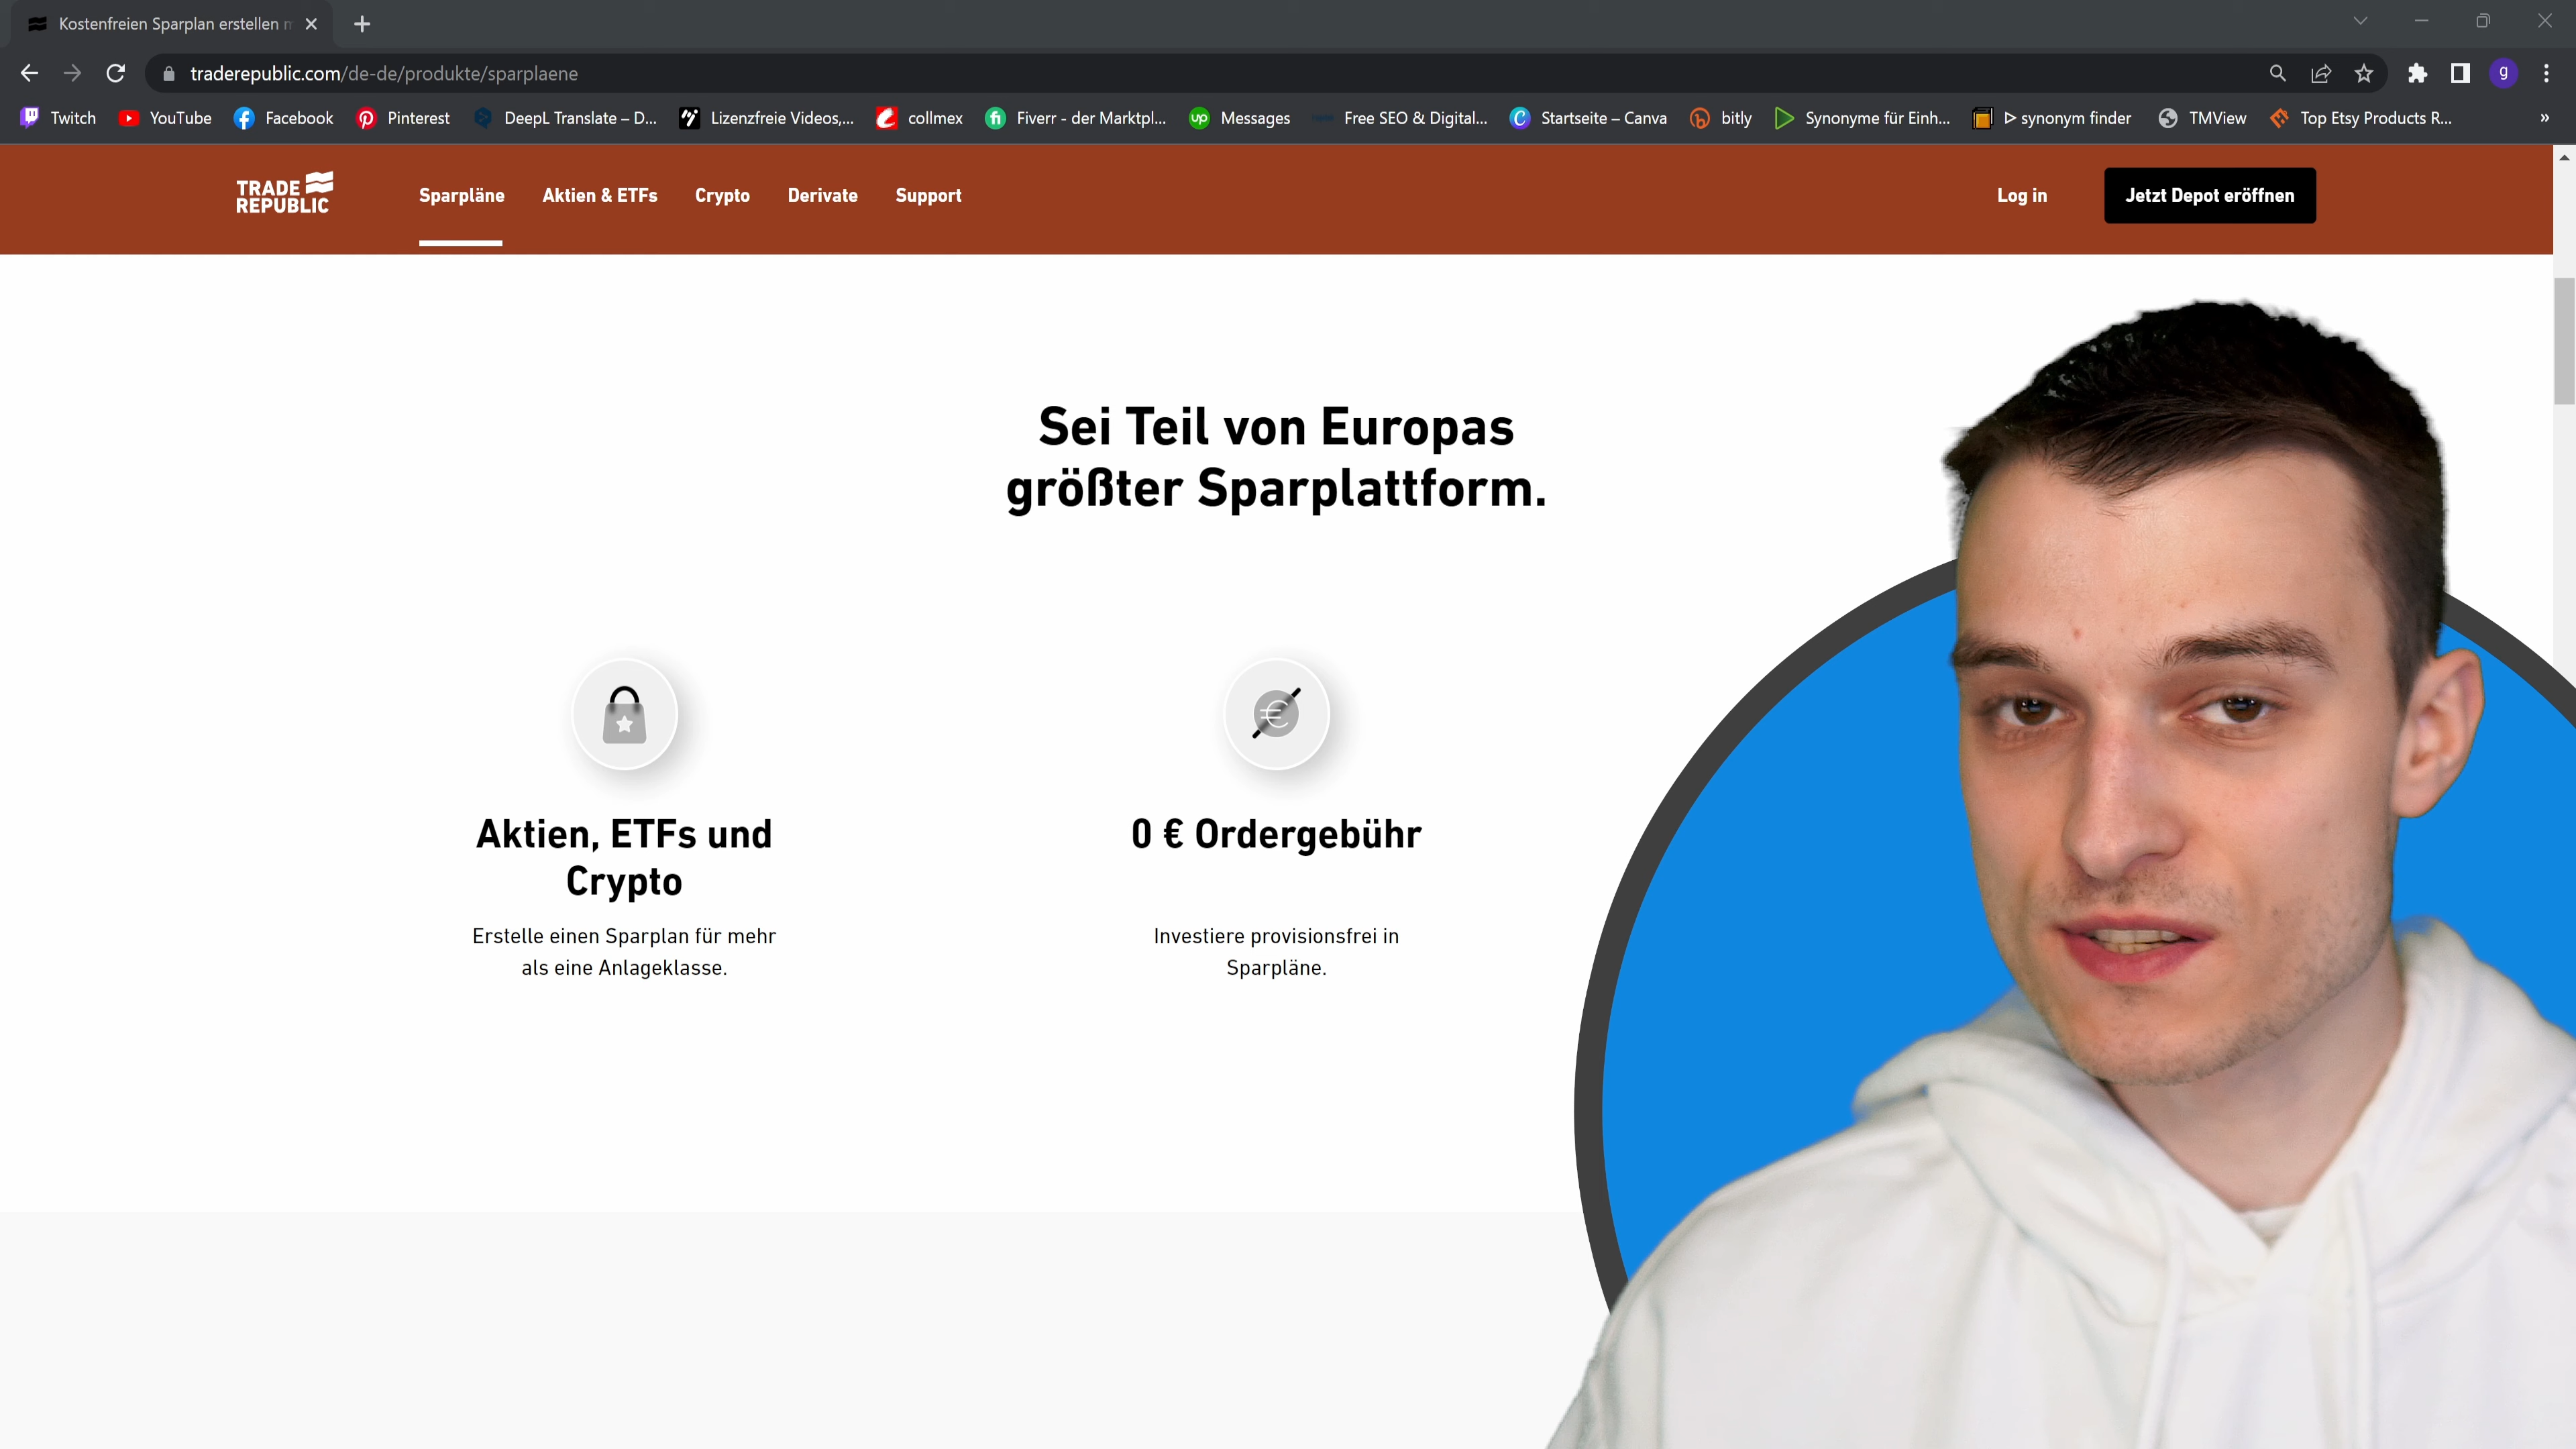 Kostenfreien Sparplan erstellen m
traderepublic.com/de-de/produkte/sparplaene
g
Twitch YouTube Facebook Pinterest DeepL Translate – D... Lizenzfreie Videos,... collmex Fiverr - der Marktpl... Messages Free SEO & Digital... Startseite – Canva bitly Synonyme für Einh... ᐅ synonym finder TMView Top Etsy Products R... »
TRADE REPUBLIC
Sparpläne Aktien & ETFs Crypto Derivate Support Log in Jetzt Depot eröffnen
Sei Teil von Europas
größter Sparplattform.
Aktien, ETFs und
Crypto
Erstelle einen Sparplan für mehr
als eine Anlageklasse.
0 € Ordergebühr
Investiere provisionsfrei in
Sparpläne.